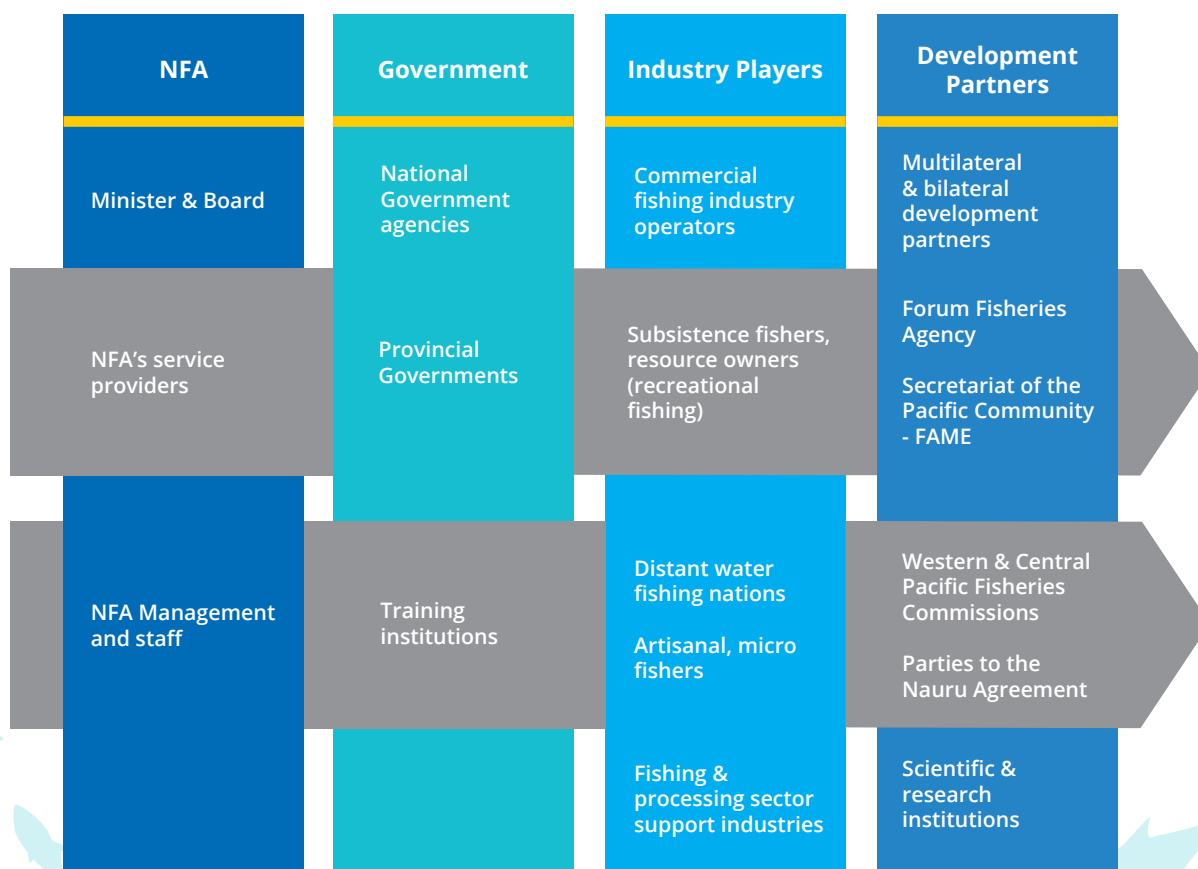 NFA
Government
Industry Players
Development
Partners
Minister & Board
National
Government
agencies
Commercial
fishing industry
operators
Multilateral
& bilateral
development
partners
NFA’s service
providers
Provincial
Governments
Subsistence fishers,
resource owners
(recreational
fishing)
Forum Fisheries
Agency
Secretariat of the
Pacific Community
- FAME
NFA Management
and staff
Training
institutions
Distant water
fishing nations
Artisanal, micro
fishers
Western & Central
Pacific Fisheries
Commissions
Parties to the
Nauru Agreement
Fishing &
processing sector
support industries
Scientific &
research
institutions